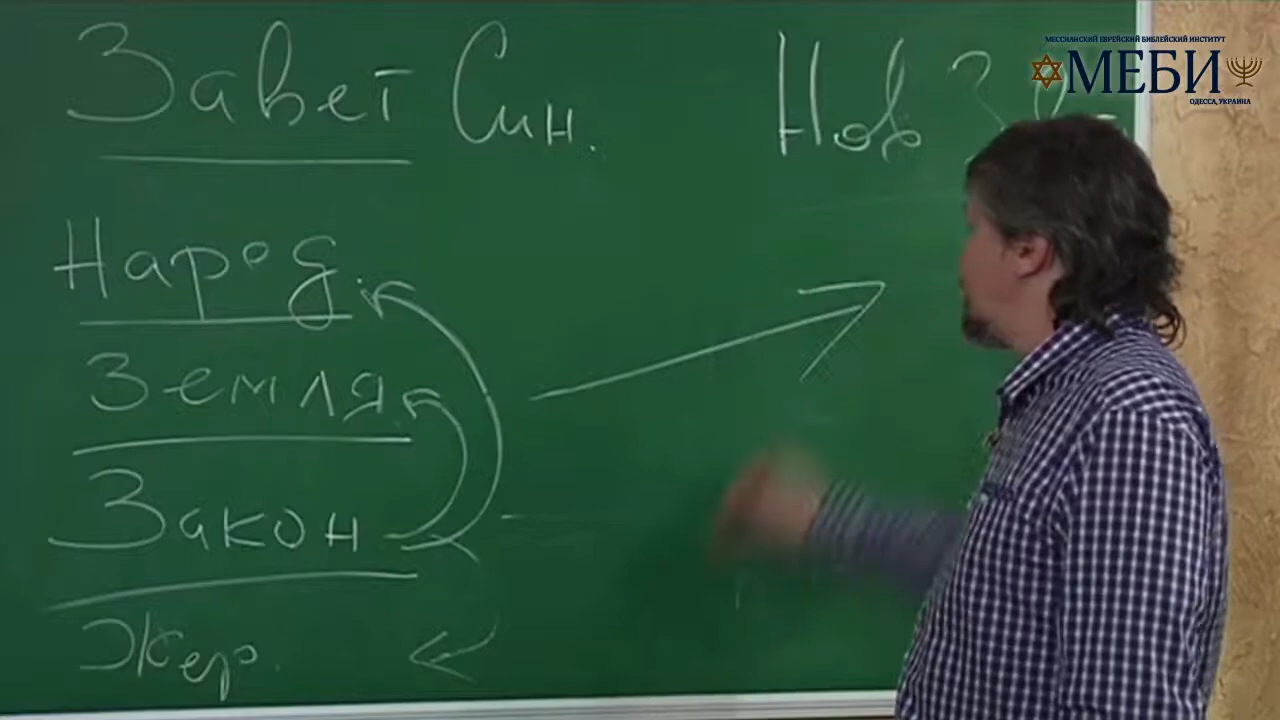 МЕССИАНСКИЙ ЕВРЕЙСКИЙ БИБЛЕЙСКИЙ ИНСТИТУТ
МЕБИ
ОДЕССА, УКРАИНА
Завет Син. Нов
Народ
Земля
Закон
Жер.